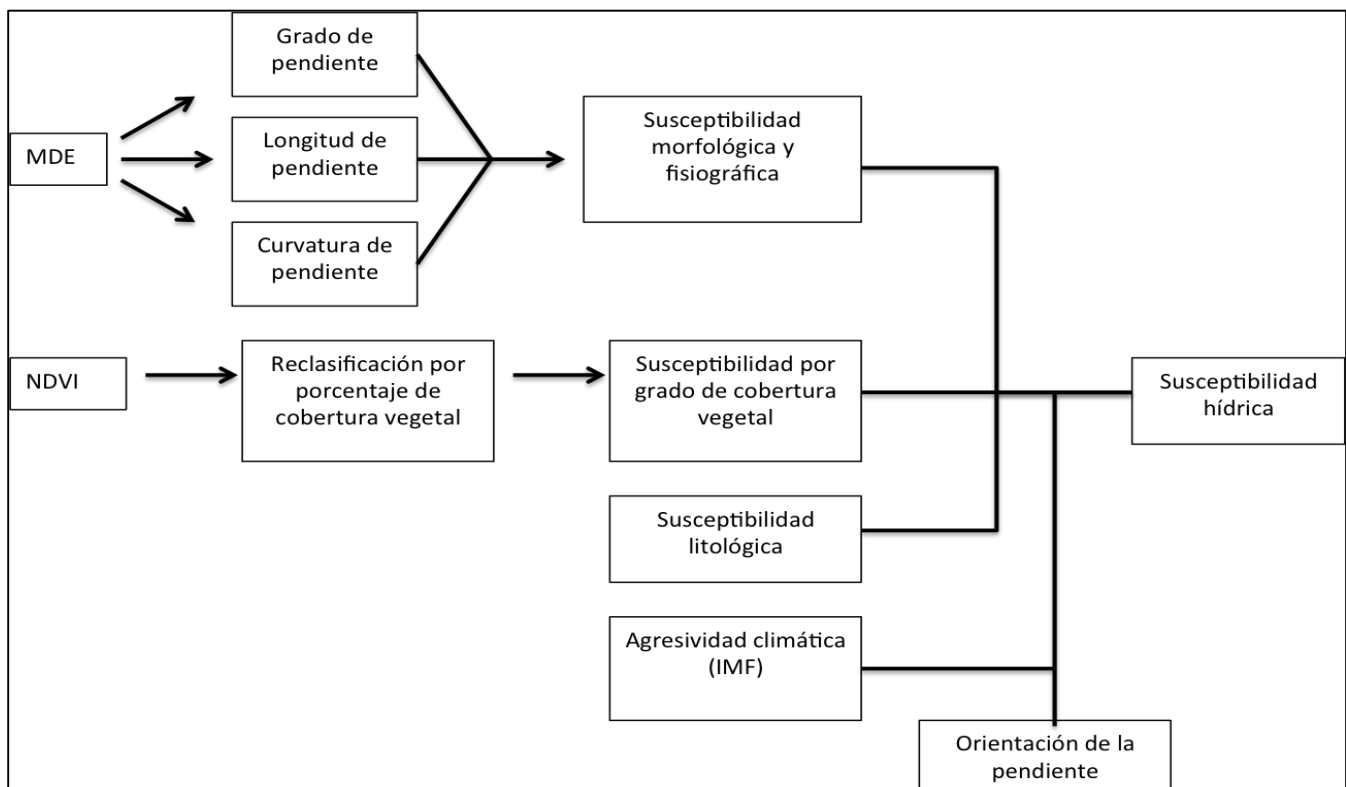 Grado de
pendiente
MDE
Longitud de
pendiente
Curvatura de
pendiente
Susceptibilidad
morfológica y
fisiográfica
NDVI
Reclasificación por
porcentaje de
cobertura vegetal
Susceptibilidad por
grado de cobertura
vegetal
Susceptibilidad
hídrica
Susceptibilidad
litológica
Agresividad climática
(IMF)
Orientación de la
pendiente